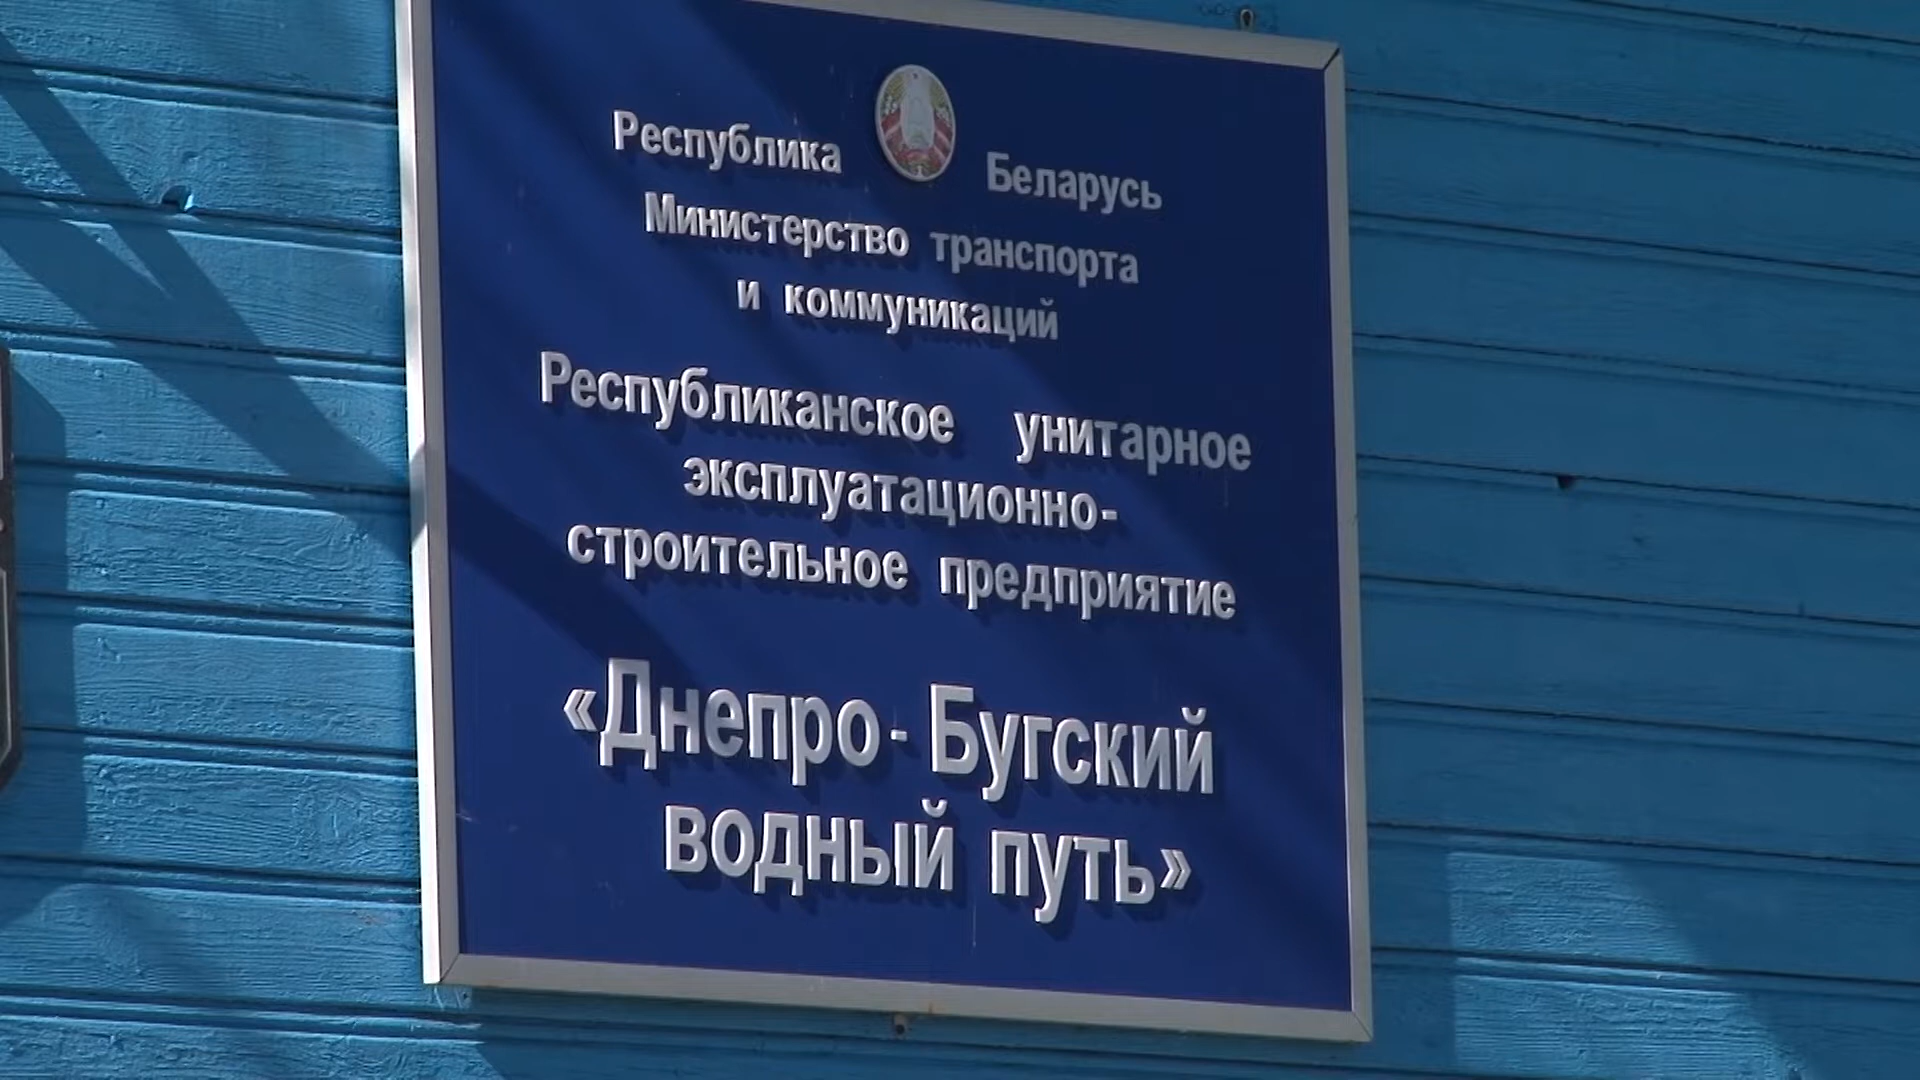 Республика Беларусь
Министерство транспорта
и коммуникаций
Республиканское унитарное
эксплуатационно-
строительное предприятие
«Днепро - Бугский
водный путь»